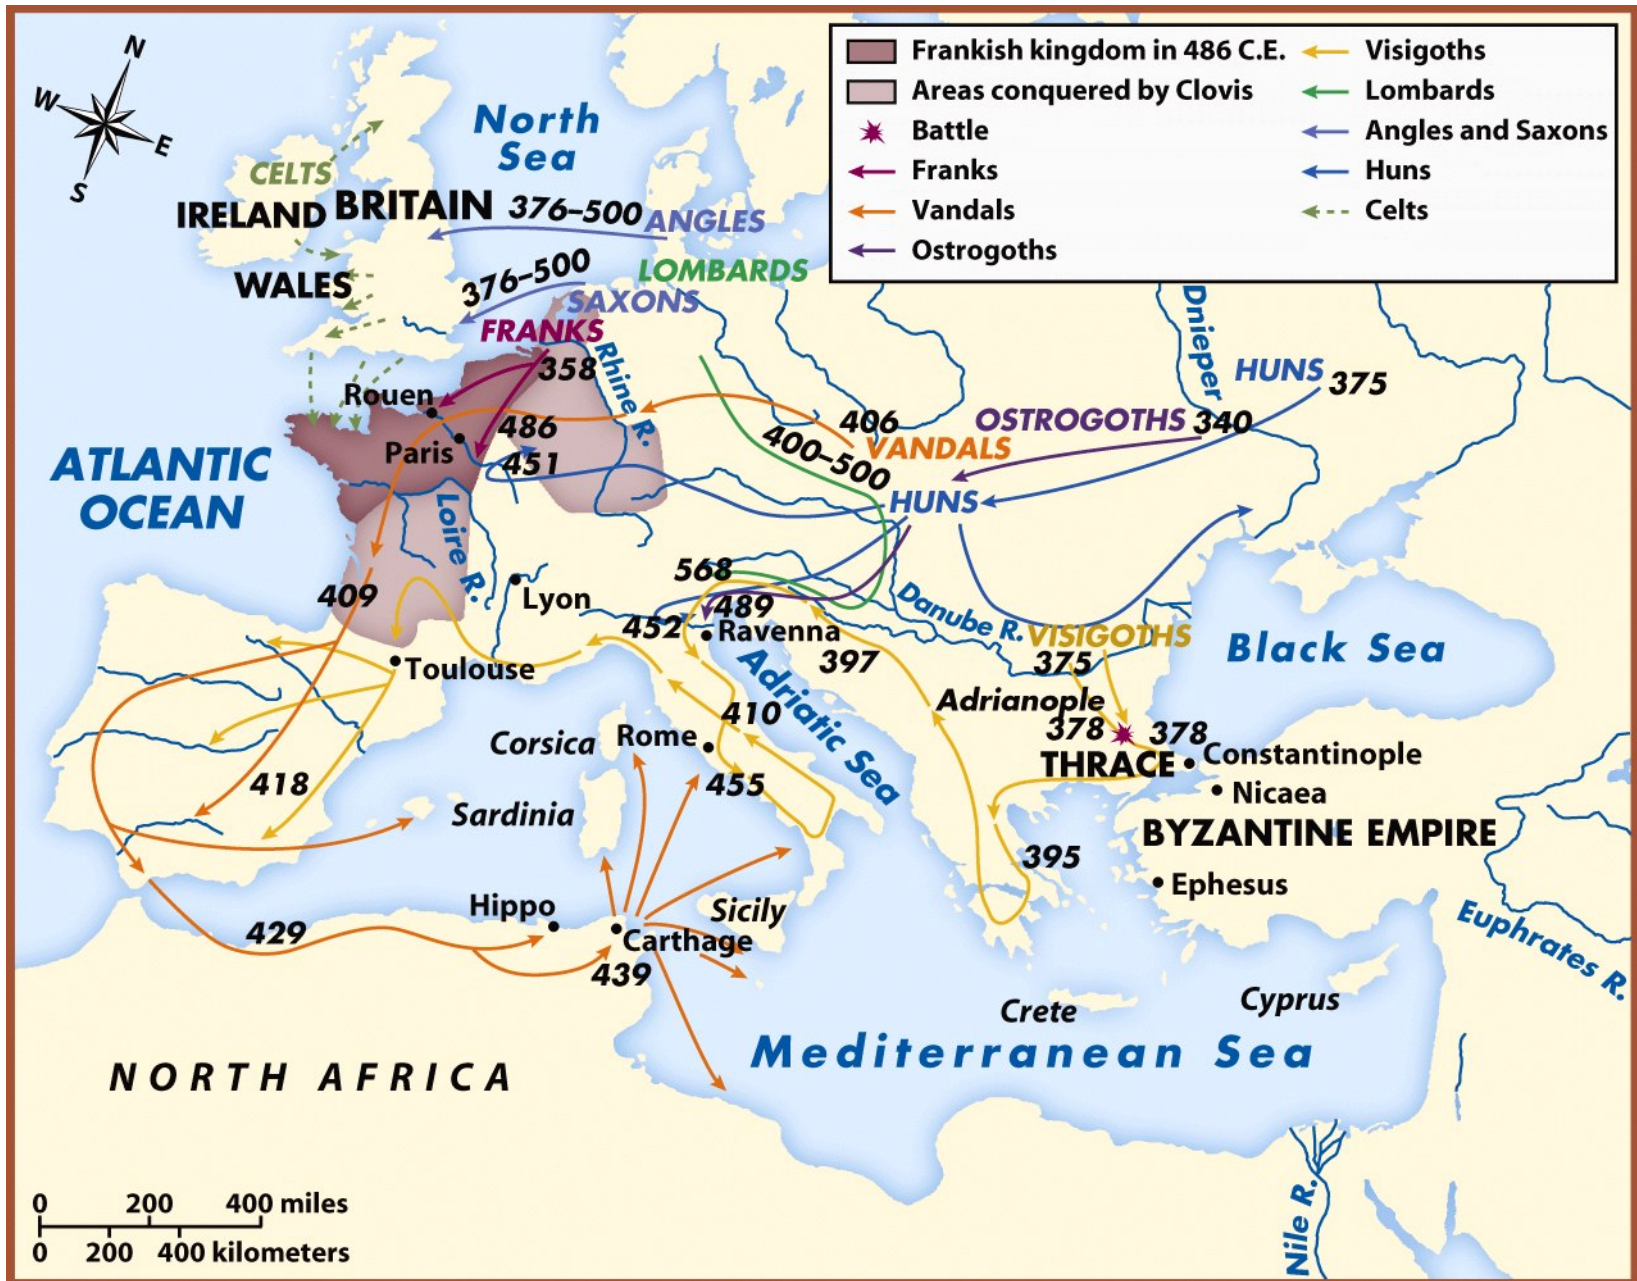 N
W
E
S
Frankish kingdom in 486 C.E.
Areas conquered by Clovis
Battle
Franks
Vandals
Ostrogoths
Visigoths
Lombards
Angles and Saxons
Huns
Celts
North
Sea
CELTS
IRELAND
BRITAIN
376–500
ANGLES
WALES
376–500
LOMBARDS
SAXONS
FRANKS
358
Rhine R.
Dnieper
HUNS
375
Rouen
486
406
OSTROGOTHS
340
Paris
451
400–500
VANDALS
ATLANTIC
OCEAN
HUNS
Loire R.
409
568
Lyon
489
452
Ravenna
Danube R.
VISIGOTHS
375
Black Sea
397
Toulouse
Adriatic Sea
Adrianople
378
378
410
Corsica
Rome
THRACE
Constantinople
418
455
Nicaea
Sardinia
BYZANTINE EMPIRE
395
Ephesus
Hippo
Sicily
429
Carthage
439
Euphrates R.
Crete
Cyprus
Mediterranean Sea
NORTH AFRICA
Nile R.
0 200 400 miles
0 200 400 kilometers